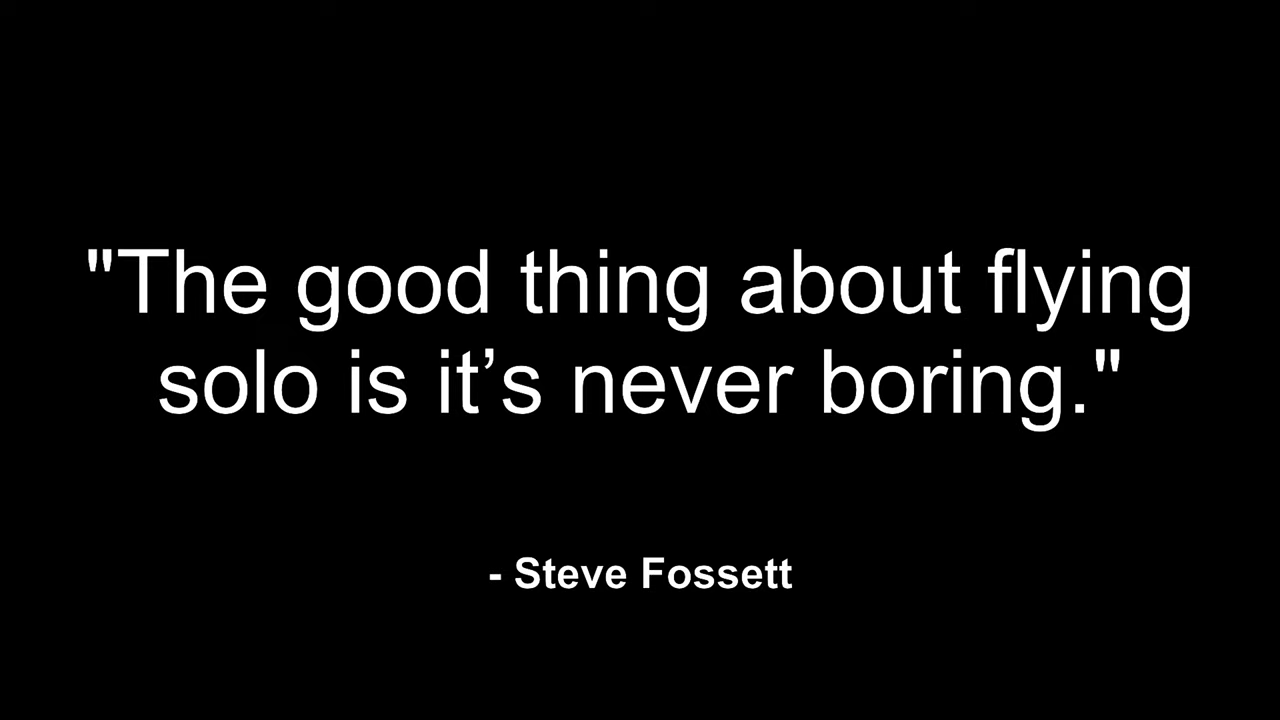 "The good thing about flying
solo is it’s never boring."
- Steve Fossett